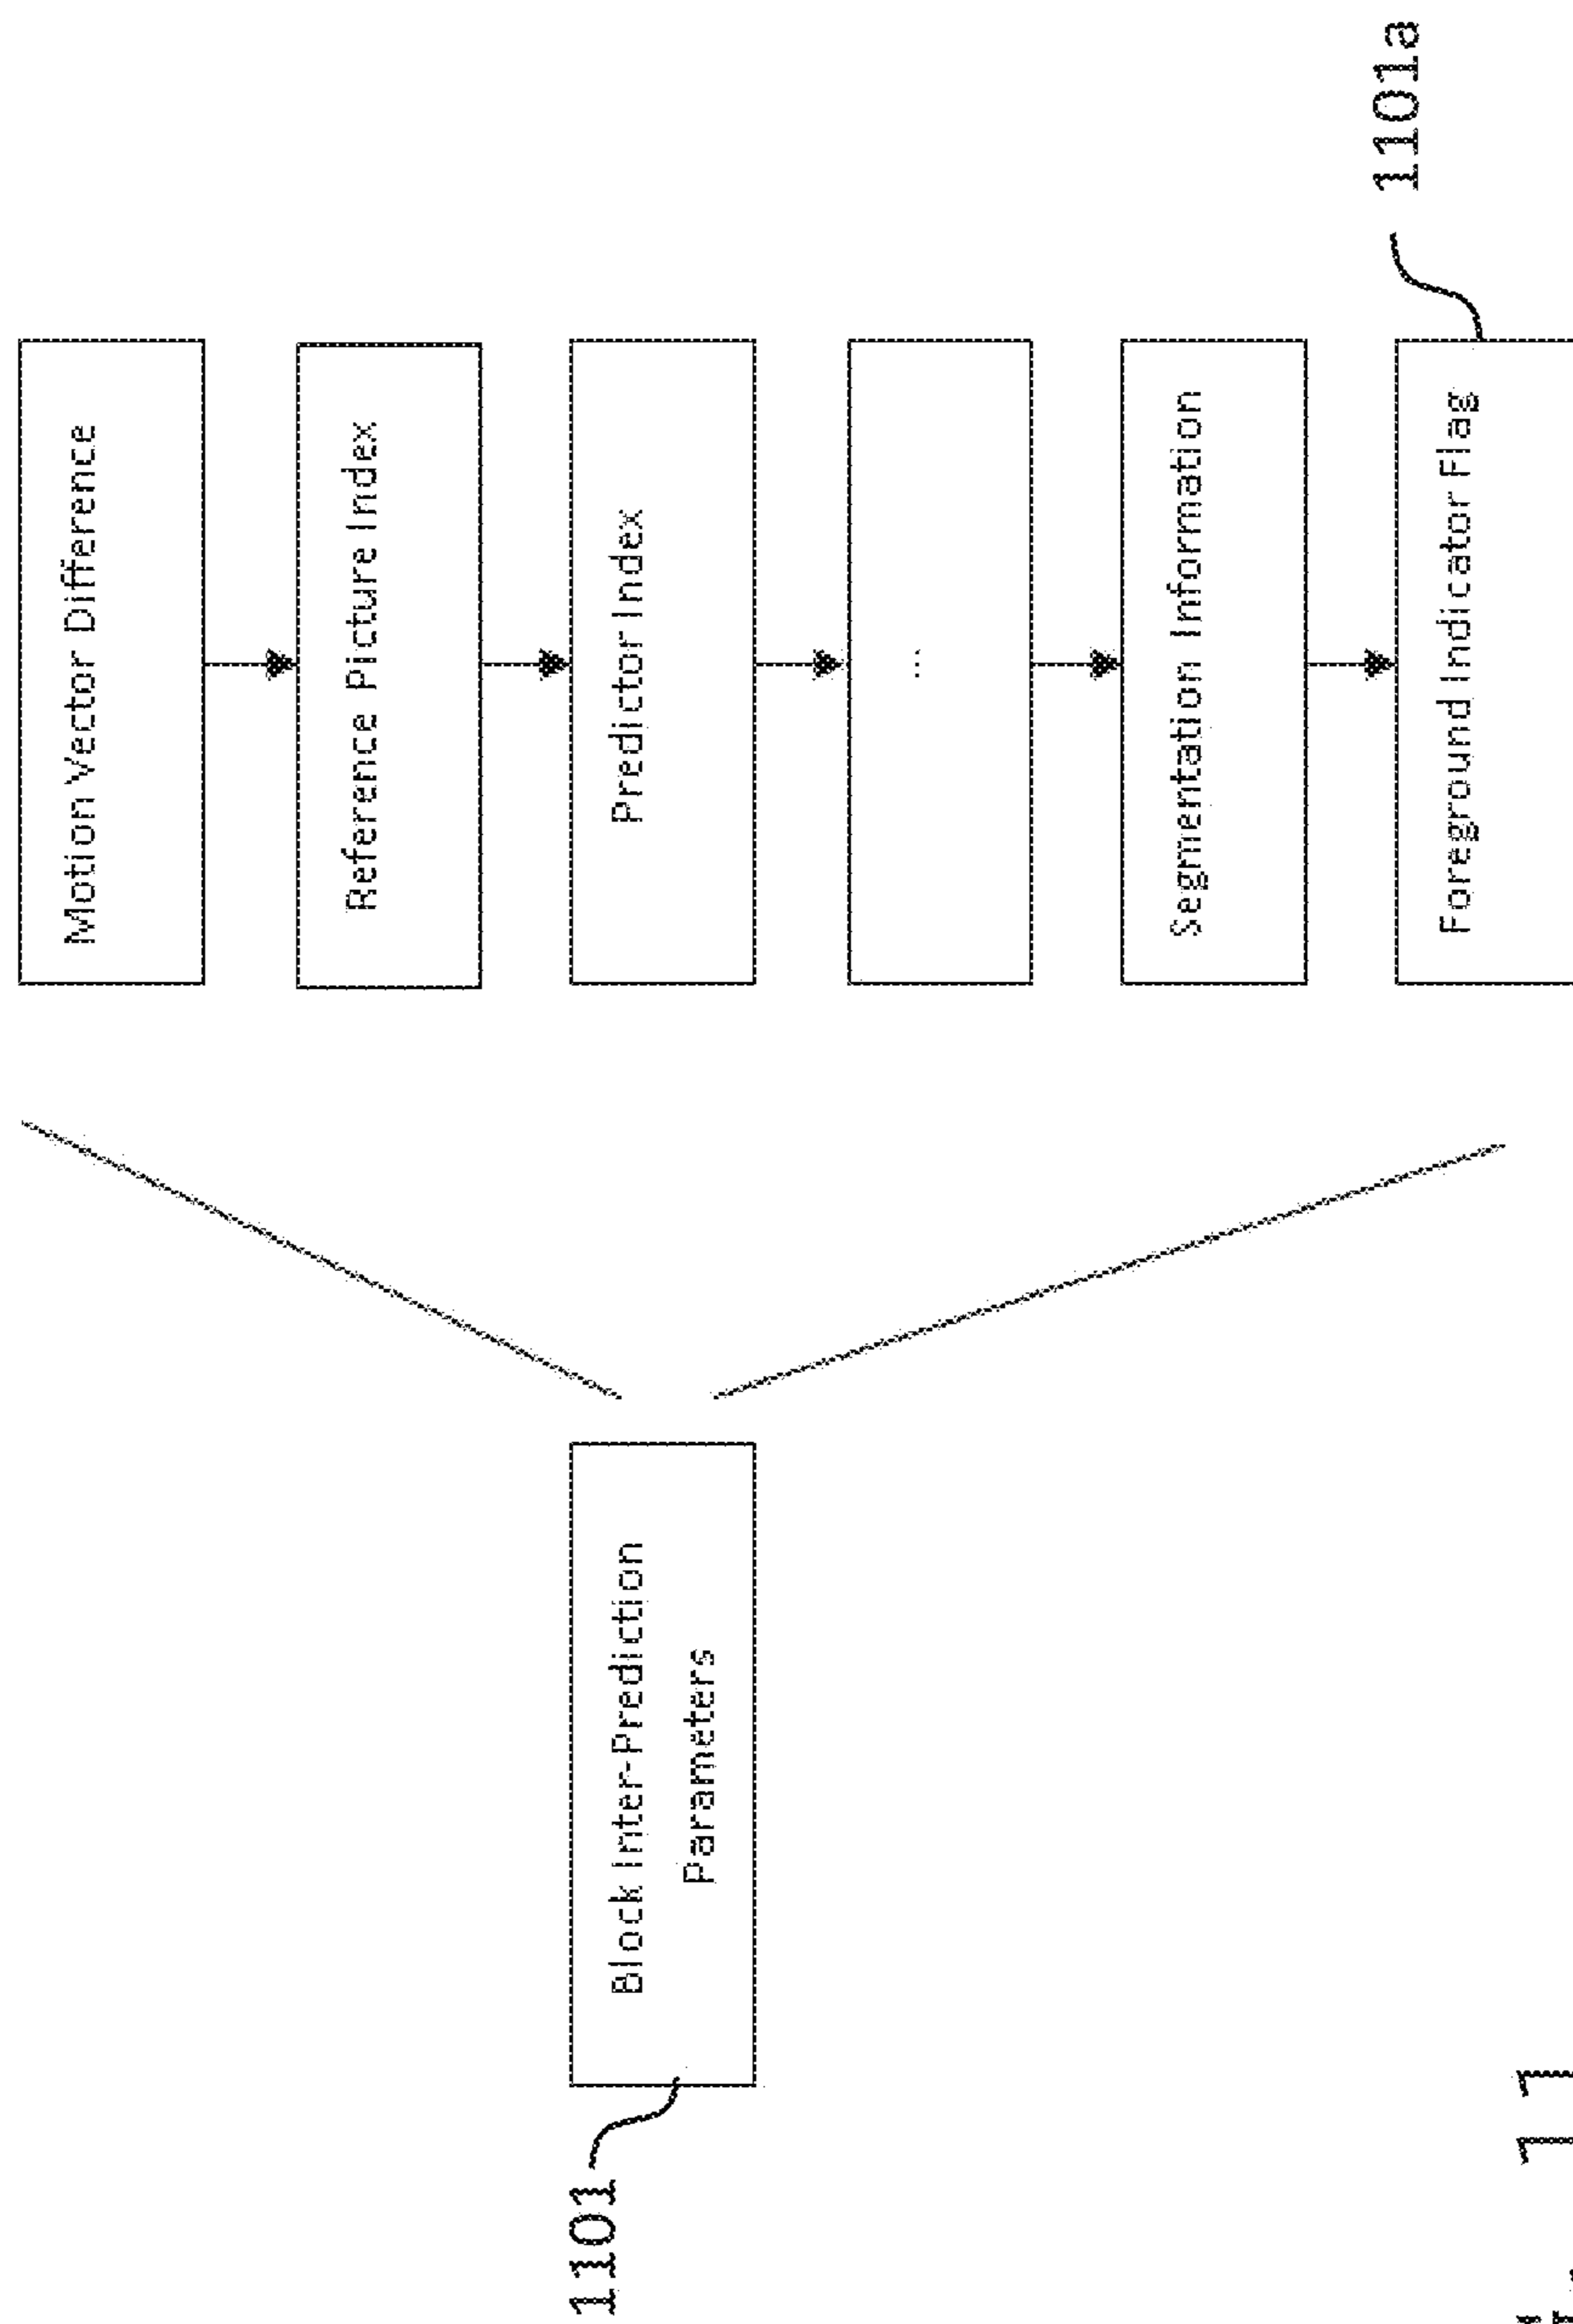 Motion Vector Difference
Reference Picture Index
Predictor Index
...
Segmentation Information
Foreground Indicator Flag
1101a
Block Inter-Prediction
Parameters
1101
11